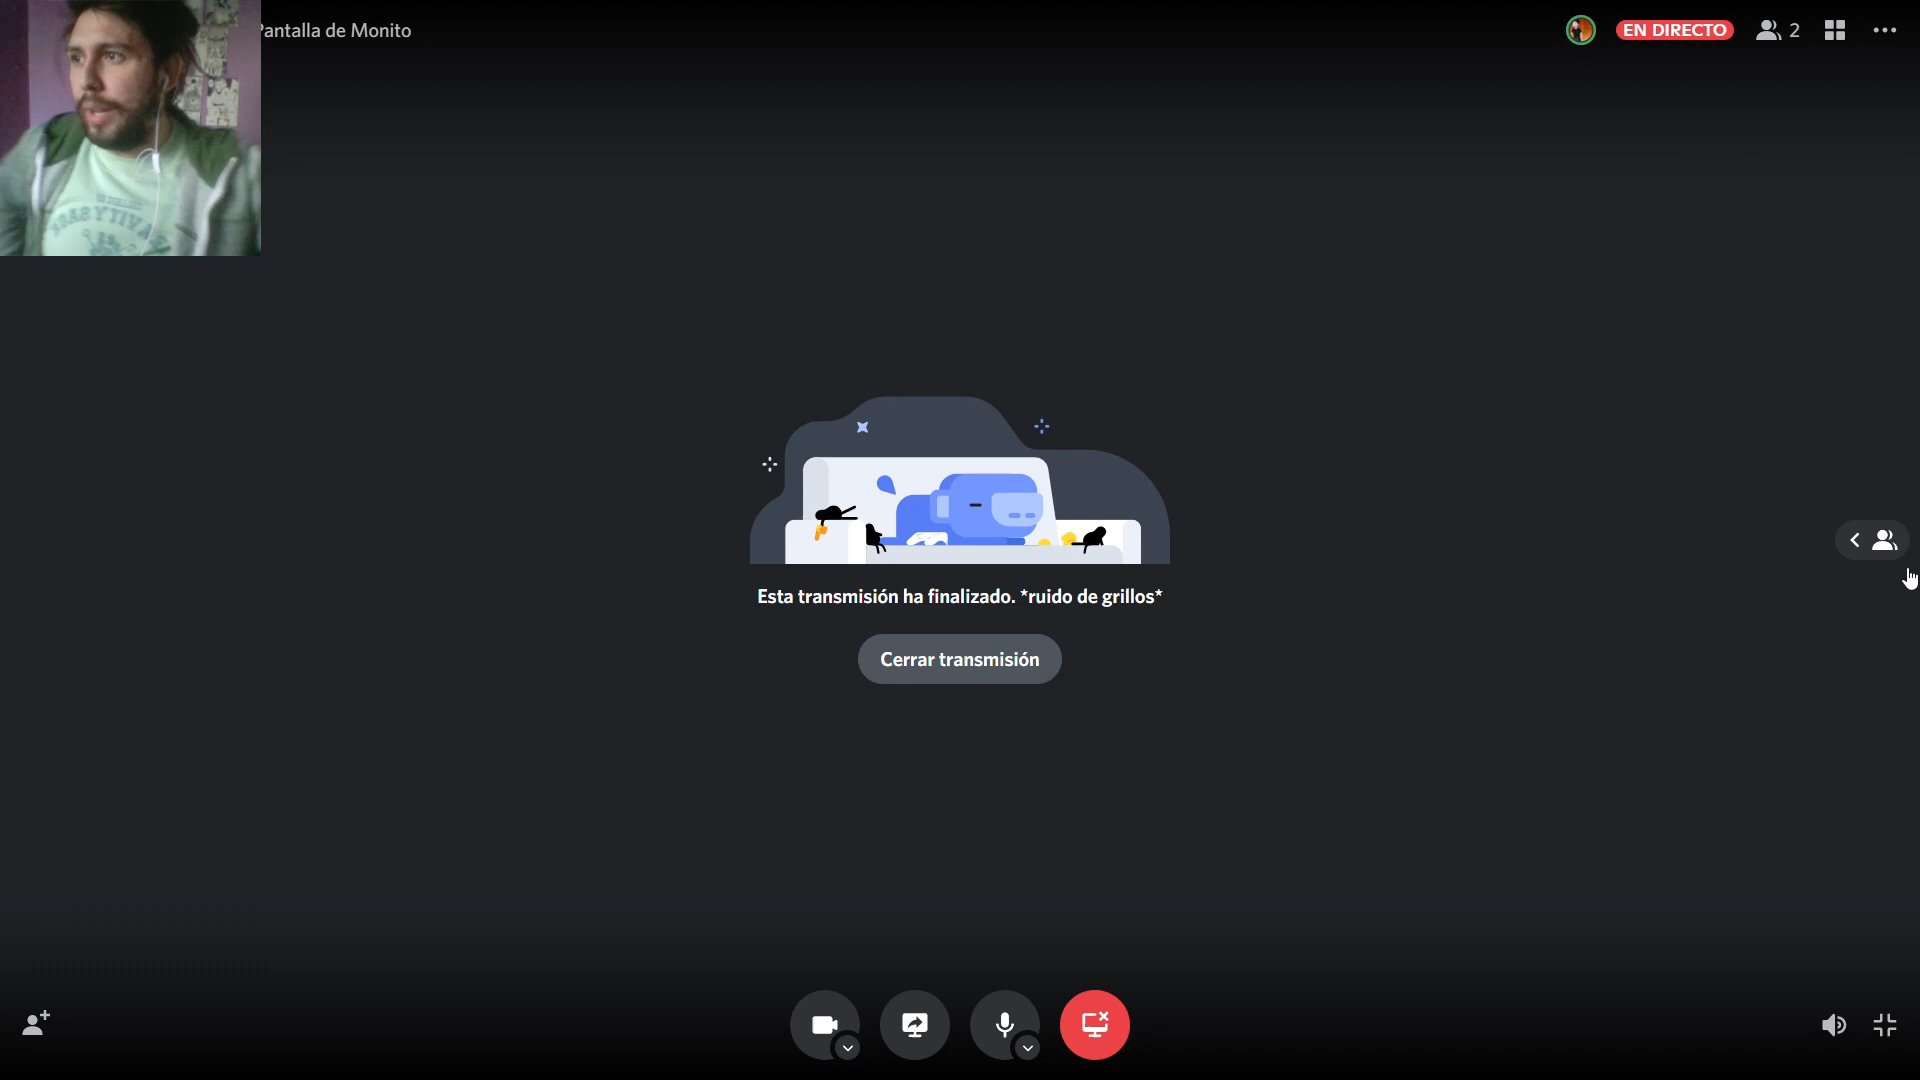 Pantalla de Monito
EN DIRECTO
2
Esta transmisión ha finalizado. *ruido de grillos*
Cerrar transmisión